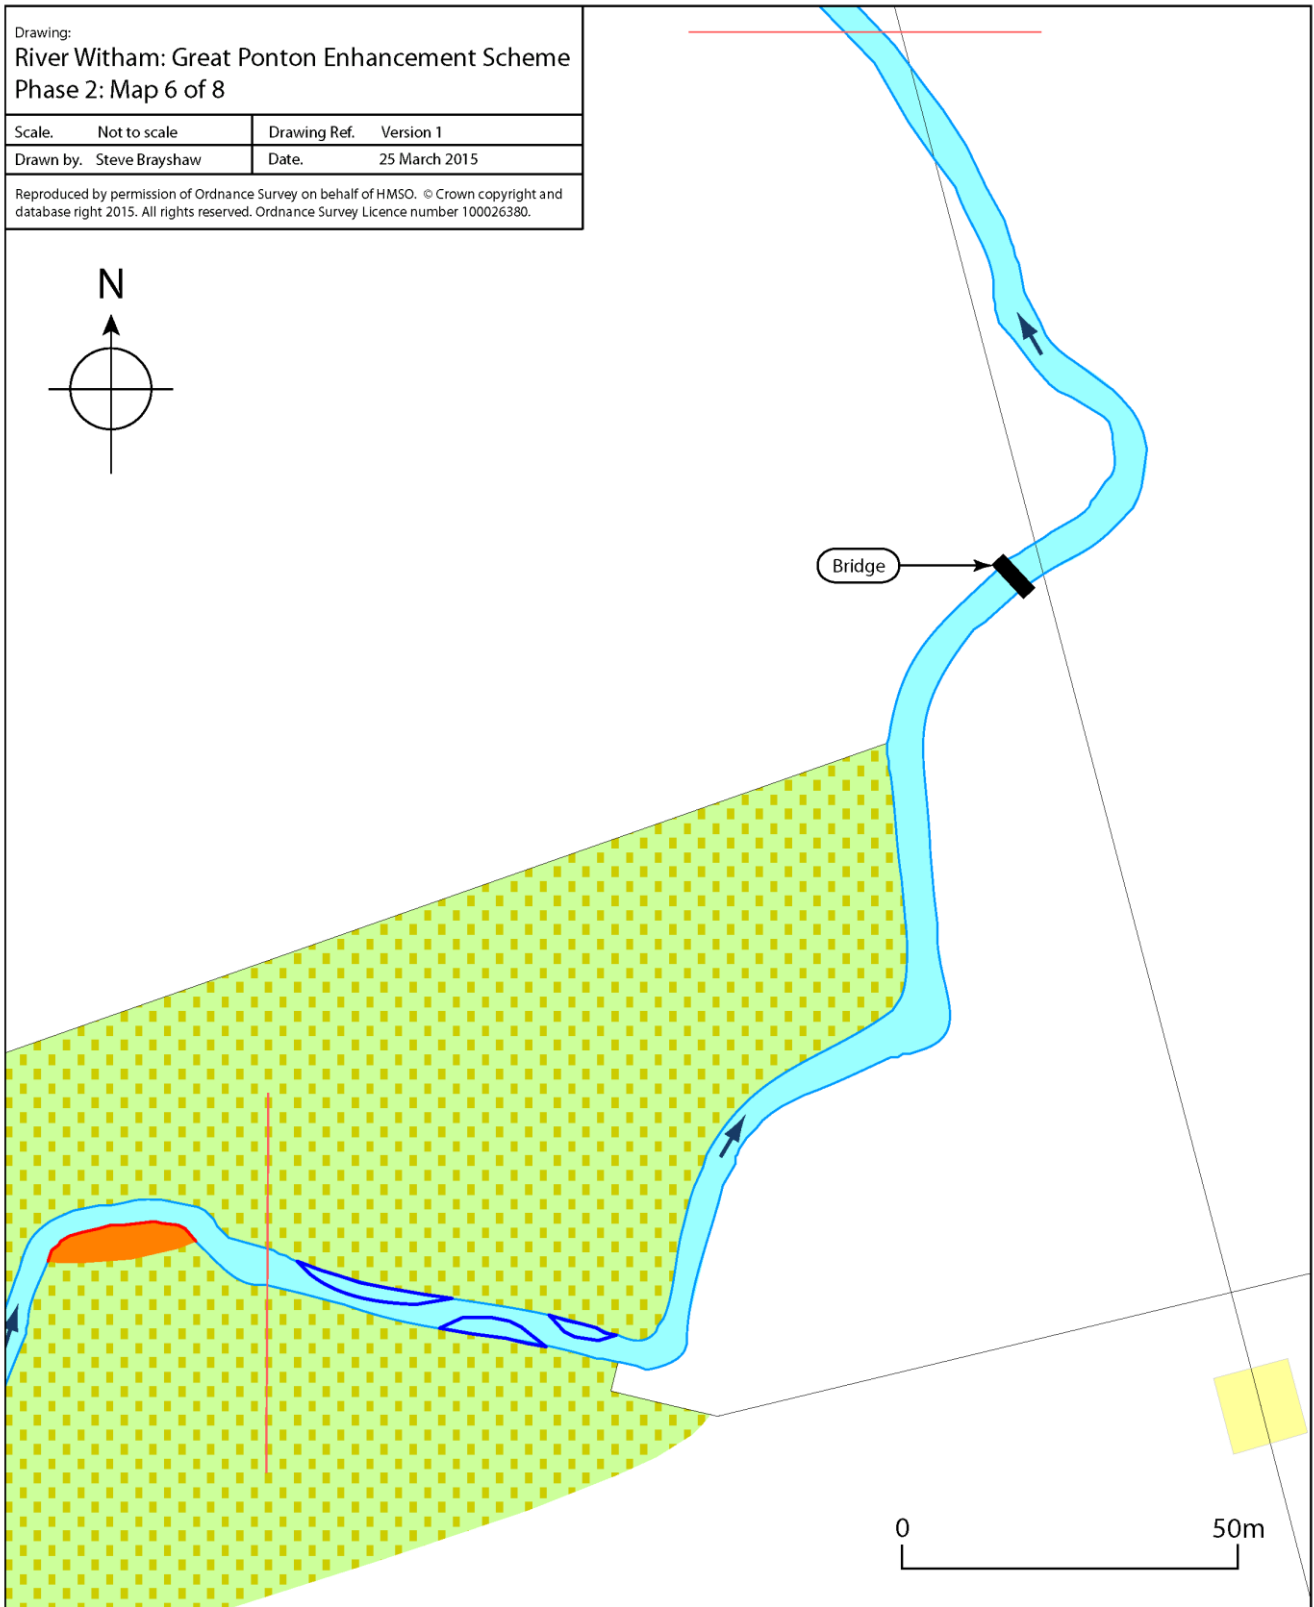 Drawing:
River Witham: Great Ponton Enhancement Scheme
Phase 2: Map 6 of 8
Scale. Not to scale
Drawing Ref. Version 1
Drawn by. Steve Brayshaw
Date. 25 March 2015
Reproduced by permission of Ordnance Survey on behalf of HMSO. © Crown copyright and
database right 2015. All rights reserved. Ordnance Survey Licence number 100026380.
N
Bridge
0 50m